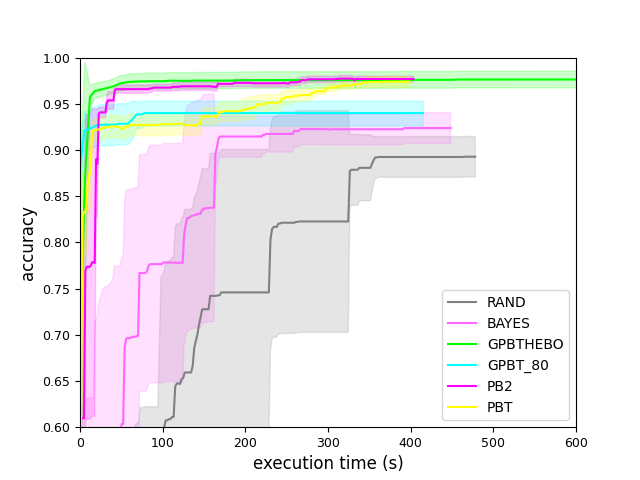 1.00
0.95
0.90
0.85
0.80
0.75
0.70
0.65
0.60
accuracy
0 100 200 300 400 500 600
execution time (s)
RAND
BAYES
GPBTHEBO
GPBT_80
PB2
PBT